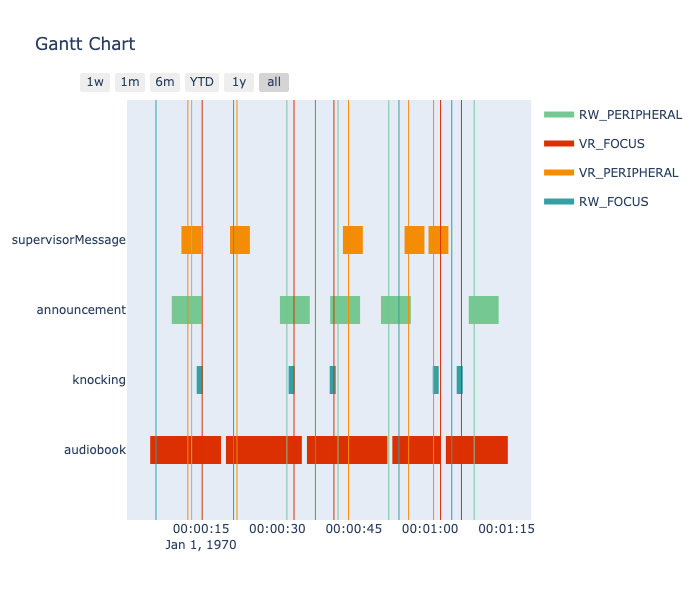 Gantt Chart
1w 1m 6m YTD 1y all
RW_PERIPHERAL
VR_FOCUS
VR_PERIPHERAL
RW_FOCUS
supervisorMessage
announcement
knocking
audiobook
00:00:15 00:00:30 00:00:45 00:01:00 00:01:15
Jan 1, 1970